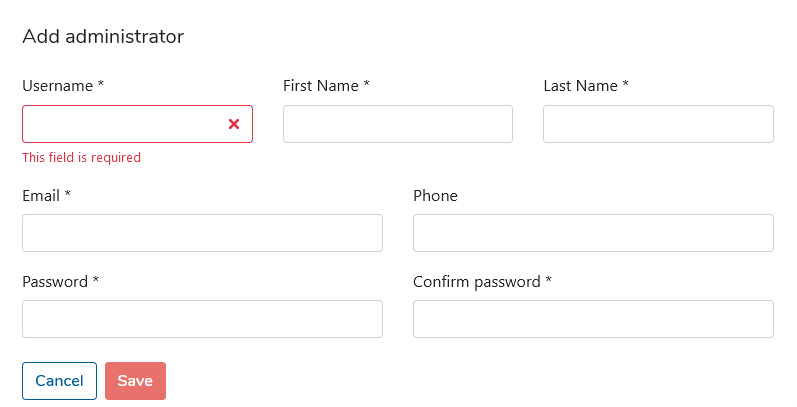 Add administrator
Username * First Name * Last Name *
This field is required
Email * Phone
Password * Confirm password *
Cancel Save